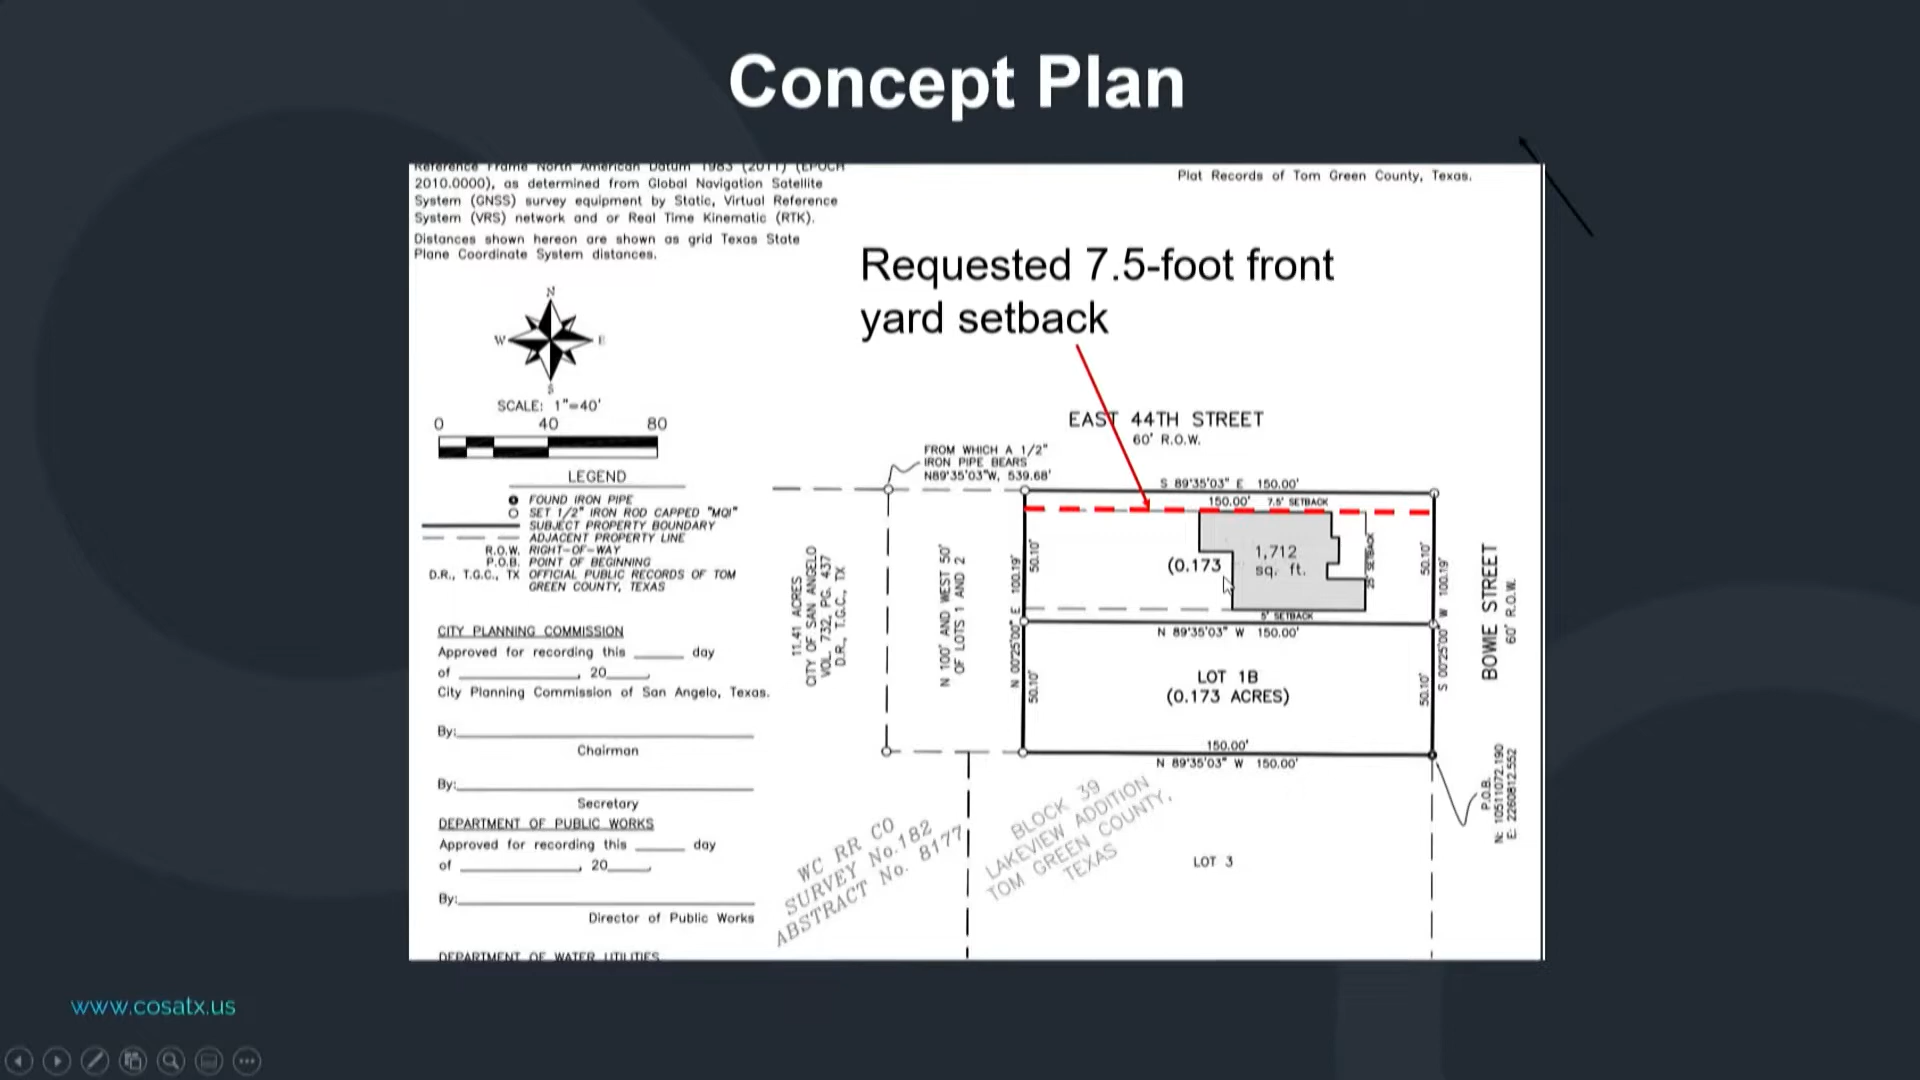 Concept Plan
Reference Frame North American Datum 1983 (2011) (EPOCH
2010.0000), as determined from Global Navigation Satellite
System (GNSS) survey equipment by Static, Virtual Reference
System (VRS) network and or Real Time Kinematic (RTK).
Distances shown hereon are shown as grid Texas State
Plane Coordinate System distances.
Plat Records of Tom Green County, Texas.
Requested 7.5-foot front
yard setback
N
W
E
S
SCALE: 1"=40'
0 40 80
LEGEND
FOUND IRON PIPE
SET 1/2" IRON ROD CAPPED "MQI"
SUBJECT PROPERTY BOUNDARY
ADJACENT PROPERTY LINE
R.O.W. RIGHT-OF-WAY
P.O.B. POINT OF BEGINNING
D.R., T.G.C., TX OFFICIAL PUBLIC RECORDS OF TOM
GREEN COUNTY, TEXAS
CITY PLANNING COMMISSION
Approved for recording this ______ day
of ____________, 20____,
City Planning Commission of San Angelo, Texas.
By:
Chairman
By:
Secretary
DEPARTMENT OF PUBLIC WORKS
Approved for recording this ______ day
of ____________, 20____,
By:
Director of Public Works
DEPARTMENT OF WATER UTILITIES
EAST 44TH STREET
60' R.O.W.
FROM WHICH A 1/2"
IRON PIPE BEARS
N89°35'03"W, 539.68'
S 89°35'03" E 150.00'
150.00' 7.5' SETBACK
11.41 ACRES
CITY OF SAN ANGELO
VOL. 732, PG. 437
D.R., T.G.C., TX
N 100' AND WEST 50'
OF LOTS 1 AND 2
N 00°25'00" E 100.19'
50.10'
50.10'
(0.173
1,712
sq. ft.
25' SETBACK
5' SETBACK
50.10'
50.10'
S 00°25'00" W 100.19'
BOWIE STREET
60' R.O.W.
N 89°35'03" W 150.00'
LOT 1B
(0.173 ACRES)
150.00'
N 89°35'03" W 150.00'
P.O.B.
N: 10511072.190
E: 2260812.552
WC RR CO
SURVEY No.182
ABSTRACT No. 8177
BLOCK 39
LAKEVIEW ADDITION
TOM GREEN COUNTY,
TEXAS
LOT 3
www.cosatx.us